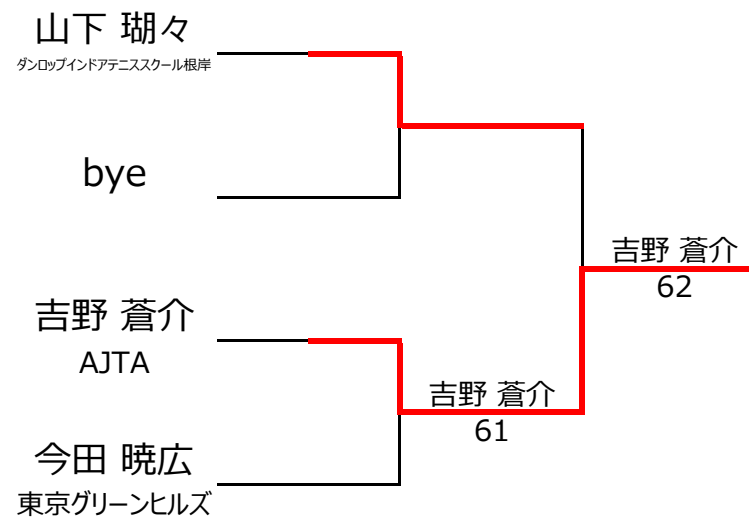 山下 瑚々
ダンロップインドアテニススクール根岸
bye
吉野 蒼介
62
吉野 蒼介
AJTA
吉野 蒼介
61
今田 暁広
東京グリーンヒルズ